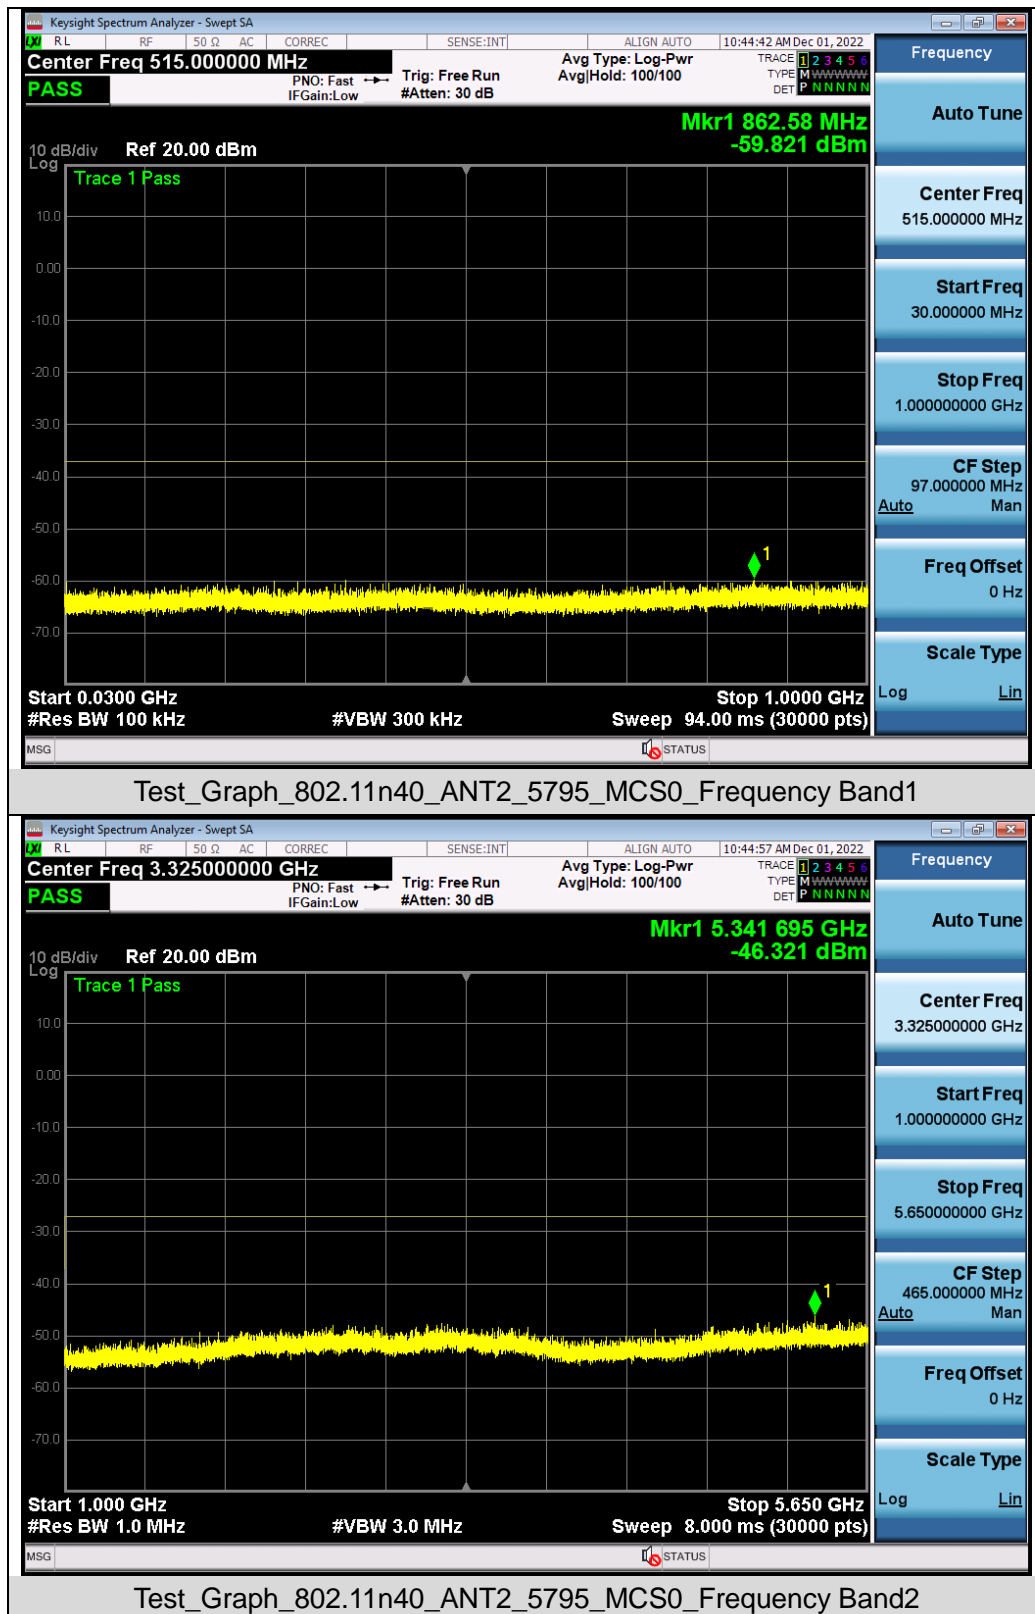 Keysight Spectrum Analyzer - Swept SA
LXI RL RF 50 Ω AC CORREC SENSE:INT ALIGN AUTO 10:44:42 AM Dec 01, 2022
Center Freq 515.000000 MHz
PASS
PNO: Fast
IFGain:Low
Trig: Free Run
#Atten: 30 dB
Avg Type: Log-Pwr
Avg|Hold: 100/100
TRACE 1 2 3 4 5 6
TYPE M WWWWW
DET P N N N N N
Mkr1 862.58 MHz
-59.821 dBm
10 dB/div Ref 20.00 dBm
Log
Trace 1 Pass
10.0
0.00
-10.0
-20.0
-30.0
-40.0
-50.0
-60.0
-70.0
1
Start 0.0300 GHz Stop 1.0000 GHz
#Res BW 100 kHz #VBW 300 kHz Sweep 94.00 ms (30000 pts)
MSG STATUS
Frequency
Auto Tune
Center Freq
515.000000 MHz
Start Freq
30.000000 MHz
Stop Freq
1.000000000 GHz
CF Step
97.000000 MHz
Auto Man
Freq Offset
0 Hz
Scale Type
Log Lin
Test_Graph_802.11n40_ANT2_5795_MCS0_Frequency Band1
Keysight Spectrum Analyzer - Swept SA
LXI RL RF 50 Ω AC CORREC SENSE:INT ALIGN AUTO 10:44:57 AM Dec 01, 2022
Center Freq 3.325000000 GHz
PASS
PNO: Fast
IFGain:Low
Trig: Free Run
#Atten: 30 dB
Avg Type: Log-Pwr
Avg|Hold: 100/100
TRACE 1 2 3 4 5 6
TYPE M WWWWW
DET P N N N N N
Mkr1 5.341 695 GHz
-46.321 dBm
10 dB/div Ref 20.00 dBm
Log
Trace 1 Pass
10.0
0.00
-10.0
-20.0
-30.0
-40.0
-50.0
-60.0
-70.0
1
Start 1.000 GHz Stop 5.650 GHz
#Res BW 1.0 MHz #VBW 3.0 MHz Sweep 8.000 ms (30000 pts)
MSG STATUS
Frequency
Auto Tune
Center Freq
3.325000000 GHz
Start Freq
1.000000000 GHz
Stop Freq
5.650000000 GHz
CF Step
465.000000 MHz
Auto Man
Freq Offset
0 Hz
Scale Type
Log Lin
Test_Graph_802.11n40_ANT2_5795_MCS0_Frequency Band2